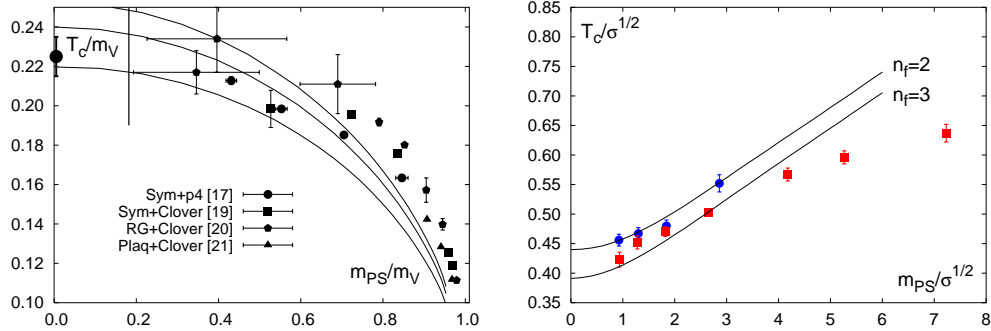 T_c/m_V
0.24
0.22
0.20
0.18
0.16
0.14
0.12
0.10
Sym+p4 [17]
Sym+Clover [19]
RG+Clover [20]
Plaq+Clover [21]
m_PS/m_V
0.0 0.2 0.4 0.6 0.8 1.0
T_c/σ^1/2
0.85
0.80
0.75
0.70
0.65
0.60
0.55
0.50
0.45
0.40
0.35
0.30
n_f=2
n_f=3
m_PS/σ^1/2
0 1 2 3 4 5 6 7 8